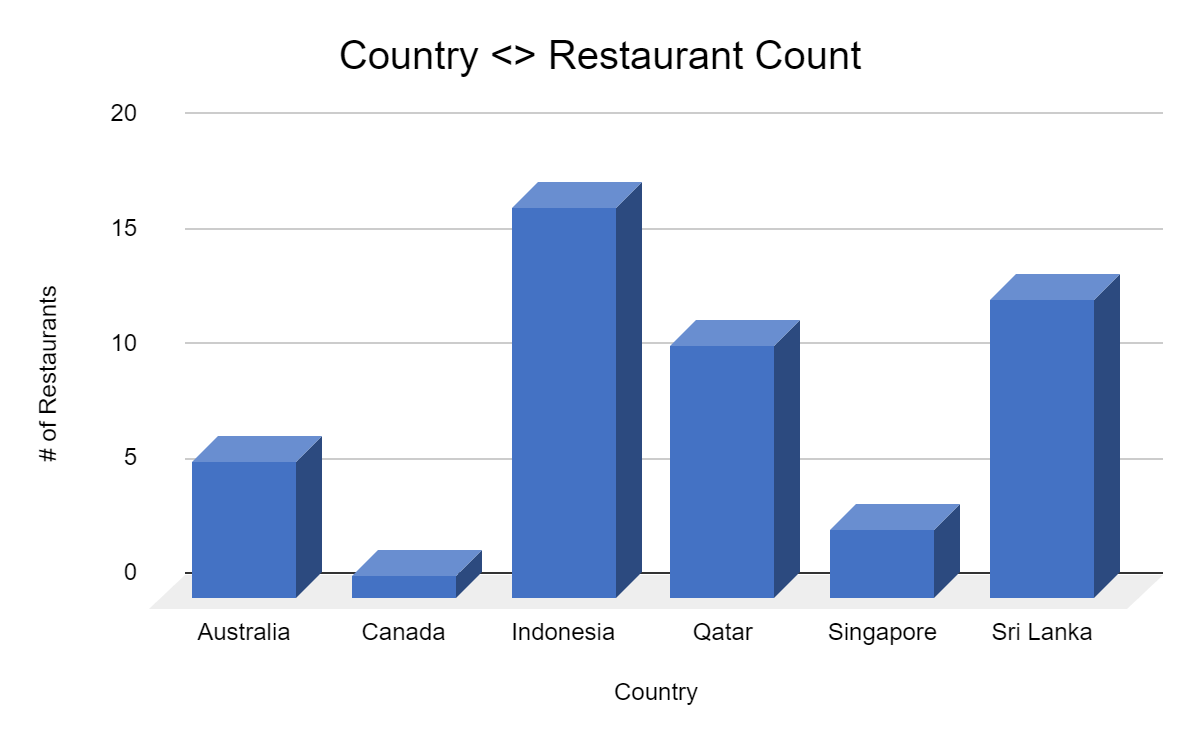 Country <> Restaurant Count
20
15
10
5
0
# of Restaurants
Australia
Canada
Indonesia
Qatar
Singapore
Sri Lanka
Country